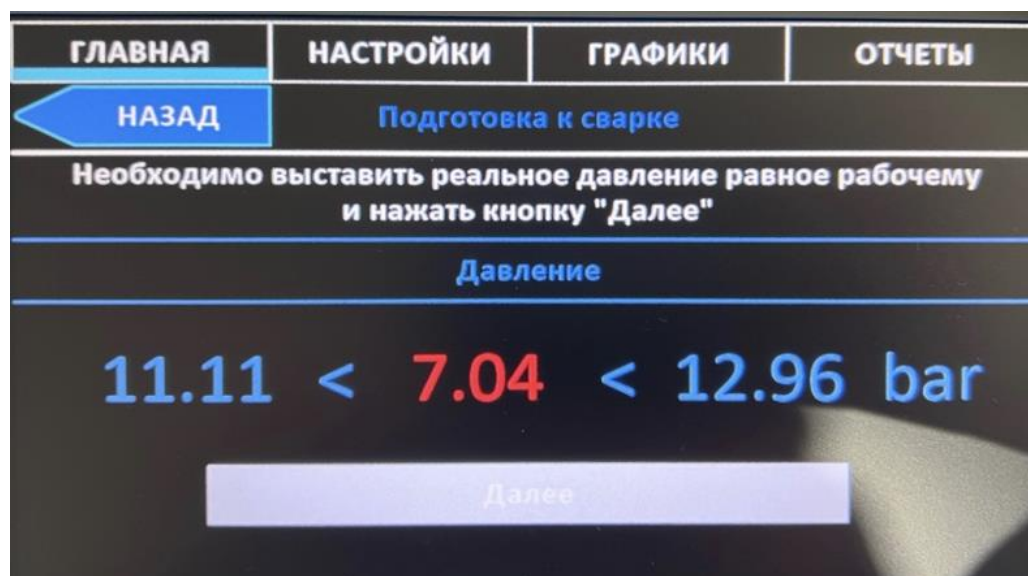 ГЛАВНАЯ НАСТРОЙКИ ГРАФИКИ ОТЧЕТЫ
НАЗАД Подготовка к сварке
Необходимо выставить реальное давление равное рабочему
и нажать кнопку "Далее"
Давление
11.11 < 7.04 < 12.96 bar
Далее